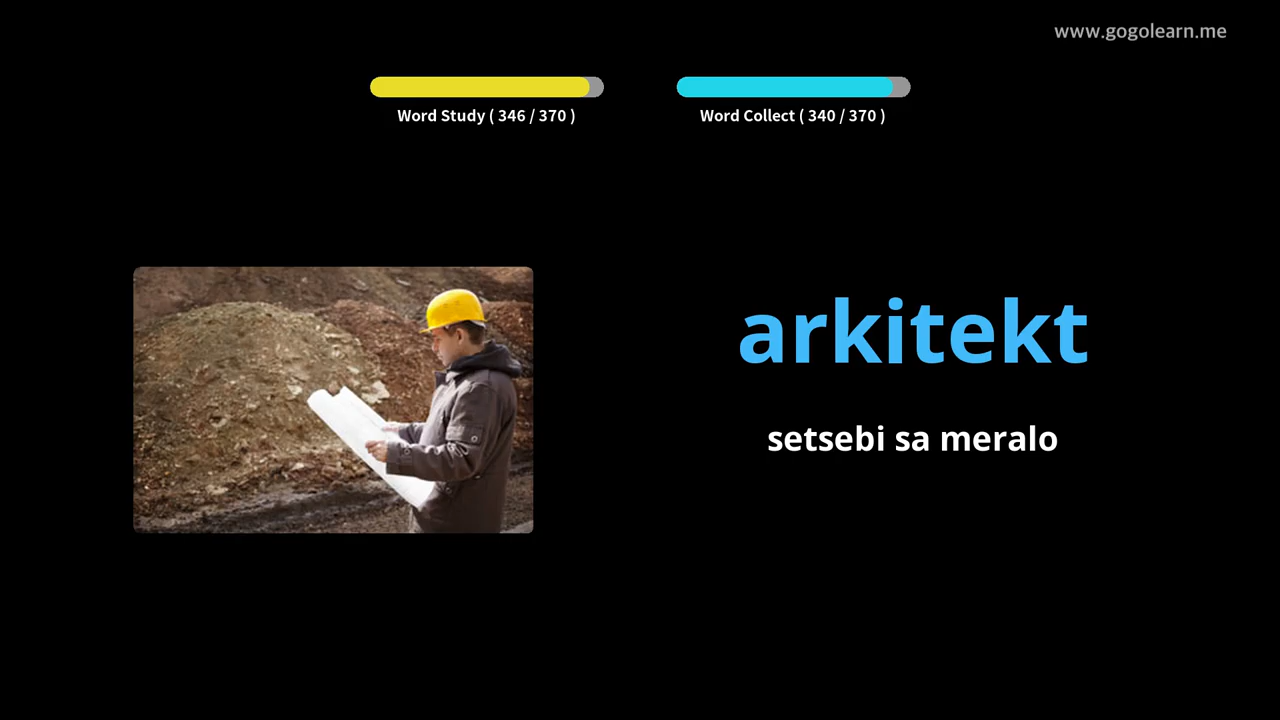 www.gogolearn.me
Word Study ( 346 / 370 )
Word Collect ( 340 / 370 )
arkitekt
setsebi sa meralo